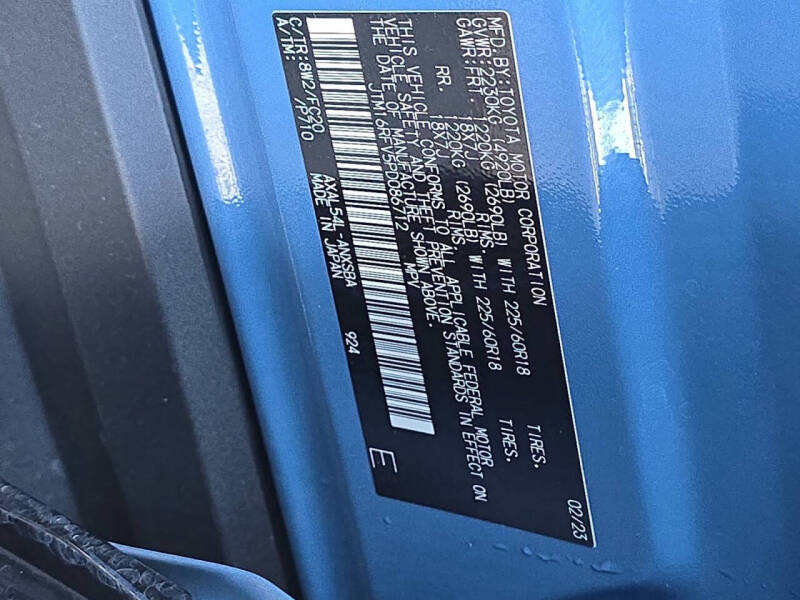 MFD. BY: TOYOTA MOTOR CORPORATION 02/23
GVWR: 2230KG (4920LB)
GAWR: FRT. 1220KG (2690LB) WITH 225/60R18 TIRES.
18X7J RIMS.
RR. 1220KG (2690LB) WITH 225/60R18 TIRES.
18X7J RIMS.
THIS VEHICLE CONFORMS TO ALL APPLICABLE FEDERAL MOTOR
VEHICLE SAFETY AND THEFT PREVENTION STANDARDS IN EFFECT ON
THE DATE OF MANUFACTURE SHOWN ABOVE.
MPV
E
C/TR: 8W2/FC20 AXAL54L-ANXSBA 924
A/TM: /P710 MADE IN JAPAN